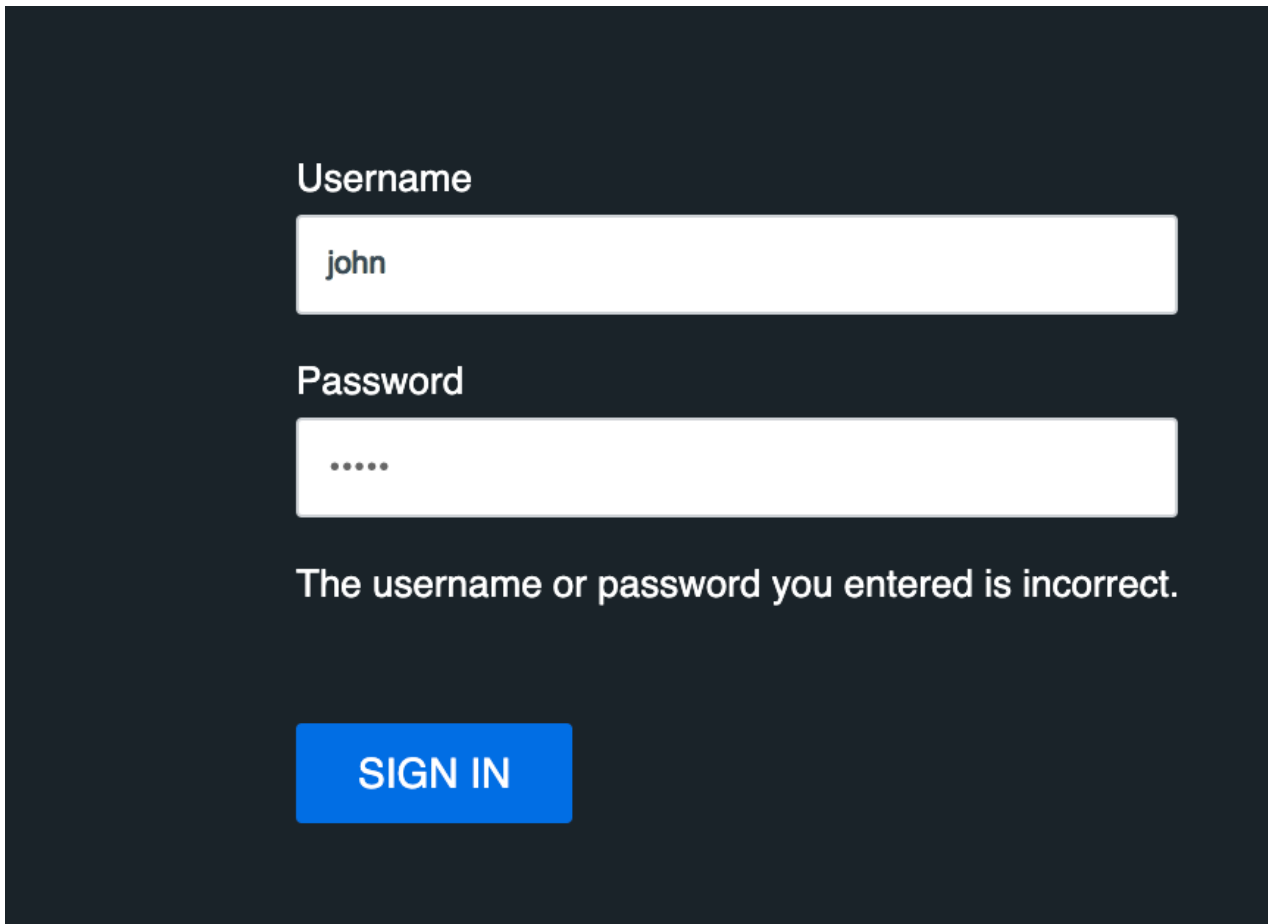 Username
john
Password
•••••
The username or password you entered is incorrect.
SIGN IN